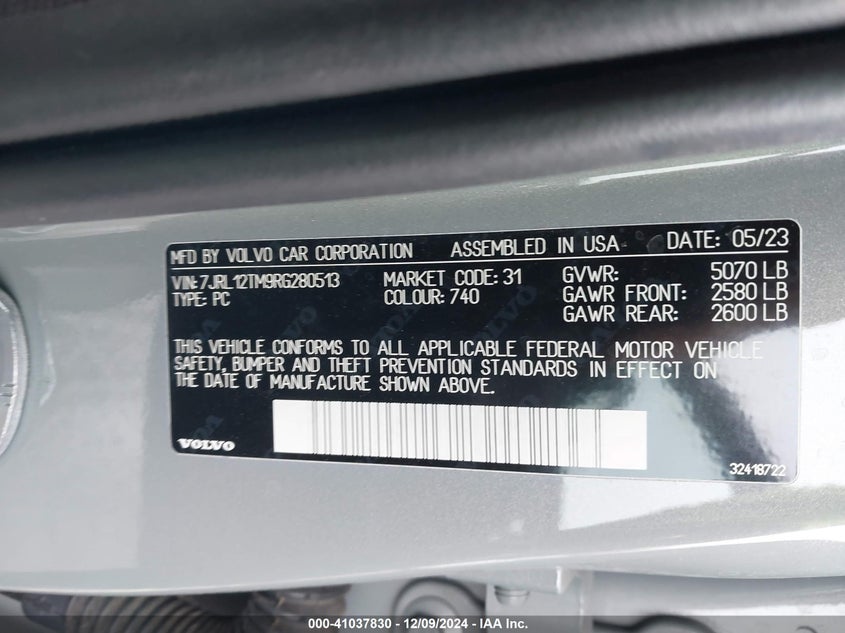 MFD BY VOLVO CAR CORPORATION ASSEMBLED IN USA DATE: 05/23
VIN:7JRL12TM9RG280513 MARKET CODE: 31 GVWR: 5070 LB
TYPE: PC COLOUR: 740 GAWR FRONT: 2580 LB
GAWR REAR: 2600 LB
THIS VEHICLE CONFORMS TO ALL APPLICABLE FEDERAL MOTOR VEHICLE
SAFETY, BUMPER AND THEFT PREVENTION STANDARDS IN EFFECT ON
THE DATE OF MANUFACTURE SHOWN ABOVE.
VOLVO
32418722
000-41037830 - 12/09/2024 - IAA Inc.